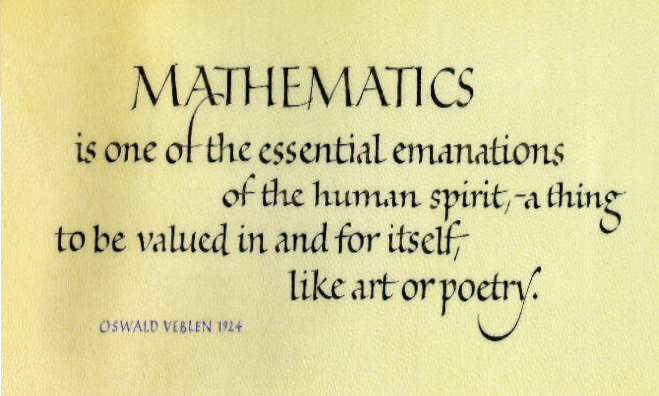 MATHEMATICS
is one of the essential emanations
of the human spirit,-a thing
to be valued in and for itself,
like art or poetry.
OSWALD VEBLEN 1924